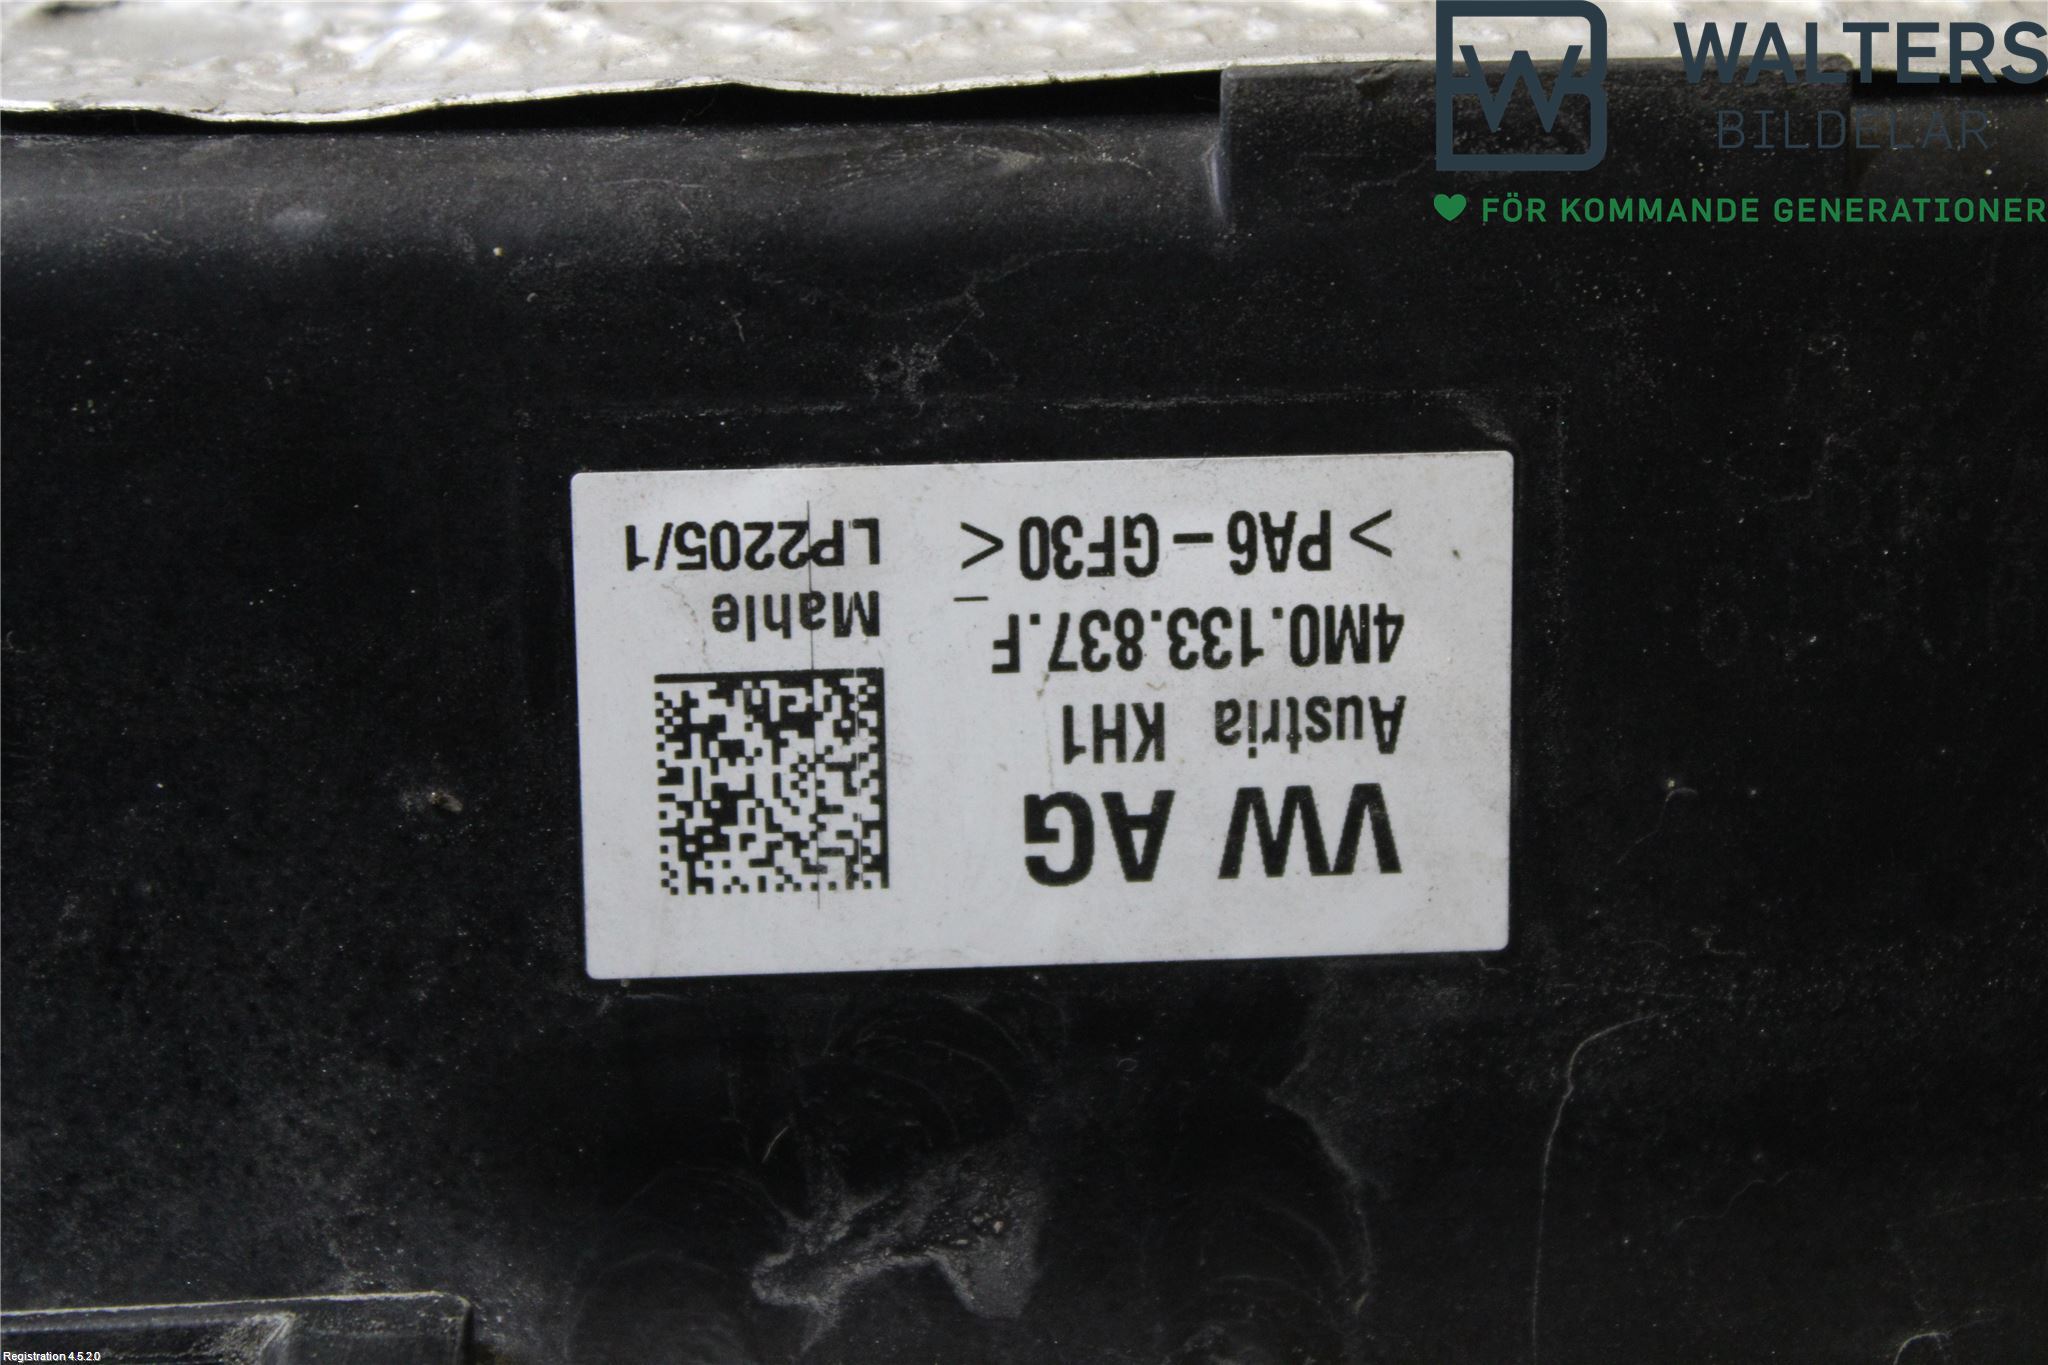 WALTERS
BILDELAR
FÖR KOMMANDE GENERATIONER
VW AG
Austria KH1
4M0.133.837.F
>PA6-GF30<
Mahle
LP2205/1
Registration 4.5.2.0